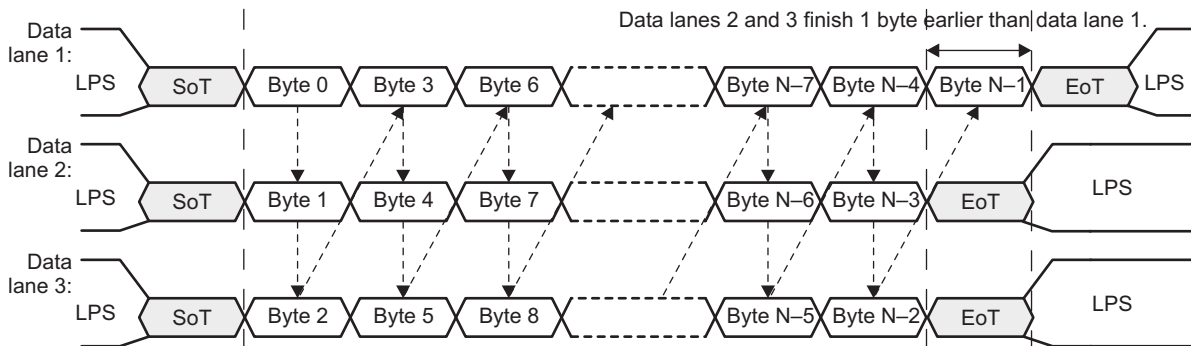 Data lanes 2 and 3 finish 1 byte earlier than data lane 1.
Data
lane 1:
LPS SoT Byte 0 Byte 3 Byte 6 Byte N–7 Byte N–4 Byte N–1 EoT LPS
Data
lane 2:
LPS SoT Byte 1 Byte 4 Byte 7 Byte N–6 Byte N–3 EoT LPS
Data
lane 3:
LPS SoT Byte 2 Byte 5 Byte 8 Byte N–5 Byte N–2 EoT LPS